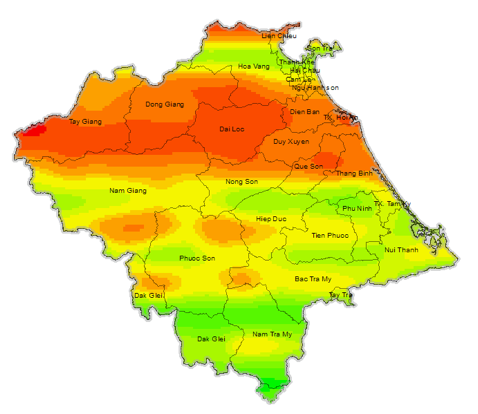 Lien Chieu
Son Tra
Thanh Khe
Hoa Vang
Hai Chau
Cam Le
Ngu Hanh son
Dong Giang
Dien Ban
TX. Hoi An
Tay Giang
Dai Loc
Duy Xuyen
Que Son
Thang Binh
Nong Son
Nam Giang
TX. Tam Ky
Phu Ninh
Hiep Duc
Tien Phuoc
Nui Thanh
Phuoc Son
Bac Tra My
Dak Glei
Tay Tra
Nam Tra My
Dak Glei